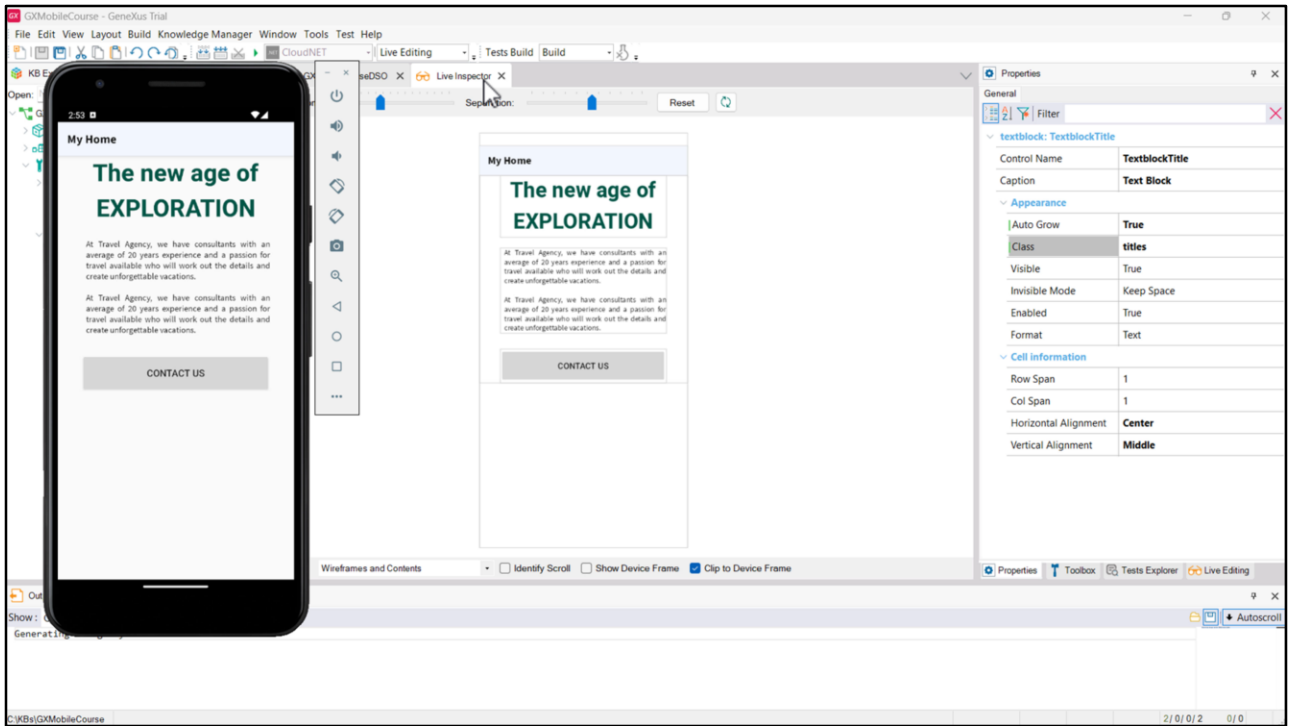 GX GXMobileCourse - GeneXus Trial
File Edit View Layout Build Knowledge Manager Window Tools Test Help
.NET CloudNET Live Editing Tests Build Build
KB E
seDSO Live Inspector
Open:
Separation: Reset
2:53
My Home
The new age of
EXPLORATION
At Travel Agency, we have consultants with an
average of 20 years experience and a passion for
travel available who will work out the details and
create unforgettable vacations.
At Travel Agency, we have consultants with an
average of 20 years experience and a passion for
travel available who will work out the details and
create unforgettable vacations.
CONTACT US
My Home
The new age of
EXPLORATION
At Travel Agency, we have consultants with an
average of 20 years experience and a passion for
travel available who will work out the details and
create unforgettable vacations.
At Travel Agency, we have consultants with an
average of 20 years experience and a passion for
travel available who will work out the details and
create unforgettable vacations.
CONTACT US
Wireframes and Contents Identify Scroll Show Device Frame Clip to Device Frame
Properties
General
Filter
textblock: TextblockTitle
Control Name TextblockTitle
Caption Text Block
Appearance
Auto Grow True
Class titles
Visible True
Invisible Mode Keep Space
Enabled True
Format Text
Cell information
Row Span 1
Col Span 1
Horizontal Alignment Center
Vertical Alignment Middle
Properties Toolbox Tests Explorer Live Editing
Out
Show:
Autoscroll
C:\KBs\GXMobileCourse 2/0/0/2 0/0